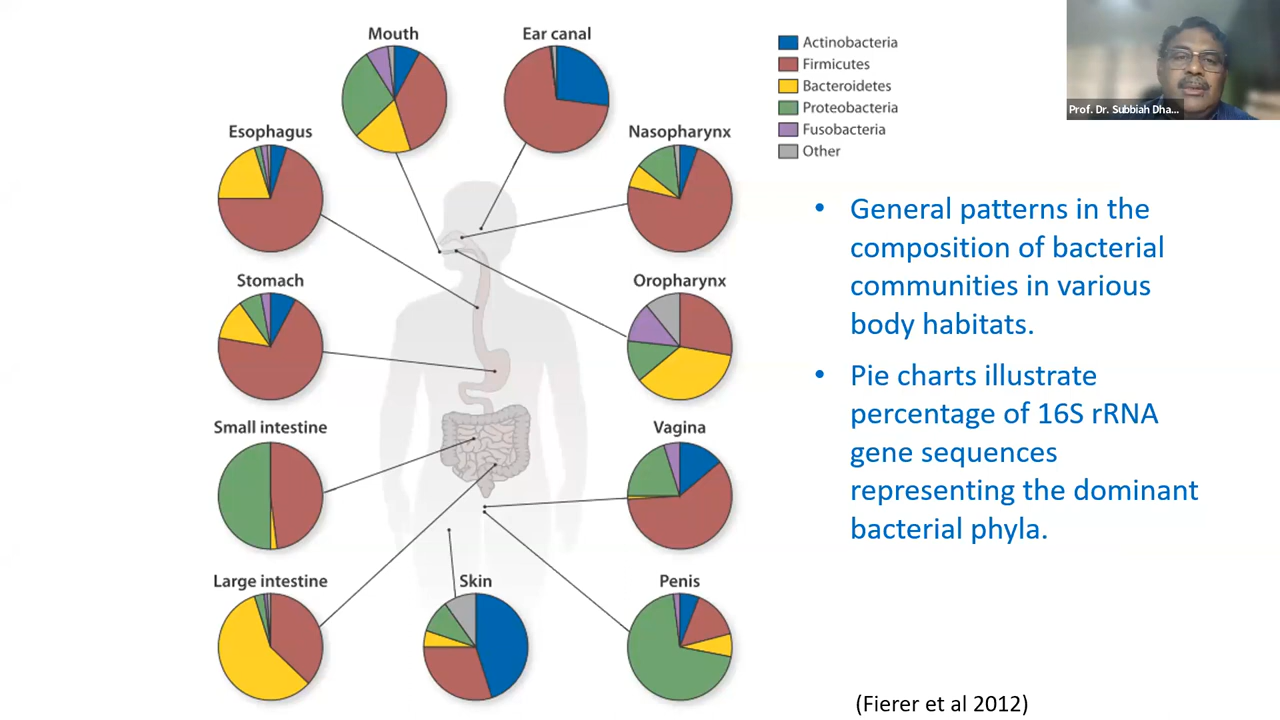 Mouth
Ear canal
Actinobacteria
Firmicutes
Bacteroidetes
Proteobacteria
Fusobacteria
Other
Prof. Dr. Subbiah Dha...
Esophagus
Nasopharynx
Stomach
Oropharynx
Small intestine
Vagina
Large intestine
Skin
Penis
• General patterns in the
composition of bacterial
communities in various
body habitats.
• Pie charts illustrate
percentage of 16S rRNA
gene sequences
representing the dominant
bacterial phyla.
(Fierer et al 2012)